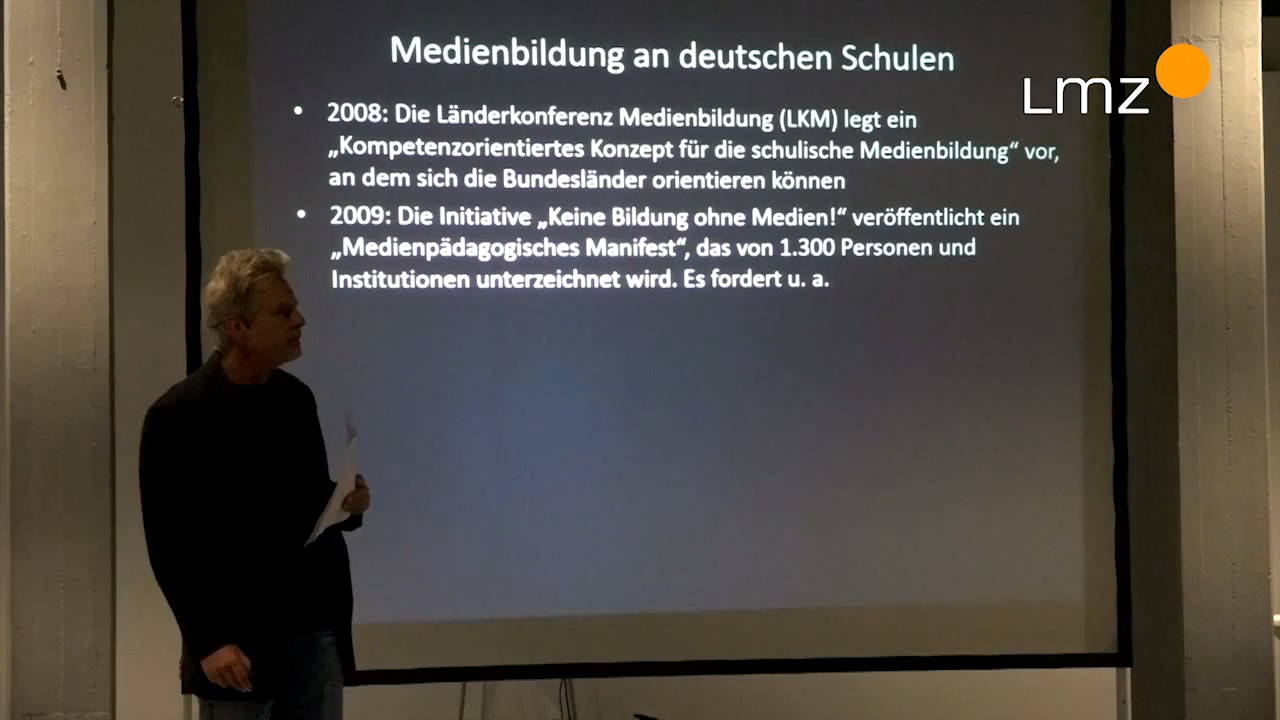 Medienbildung an deutschen Schulen
lmz
• 2008: Die Länderkonferenz Medienbildung (LKM) legt ein
„Kompetenzorientiertes Konzept für die schulische Medienbildung“ vor,
an dem sich die Bundesländer orientieren können
• 2009: Die Initiative „Keine Bildung ohne Medien!“ veröffentlicht ein
„Medienpädagogisches Manifest“, das von 1.300 Personen und
Institutionen unterzeichnet wird. Es fordert u. a.